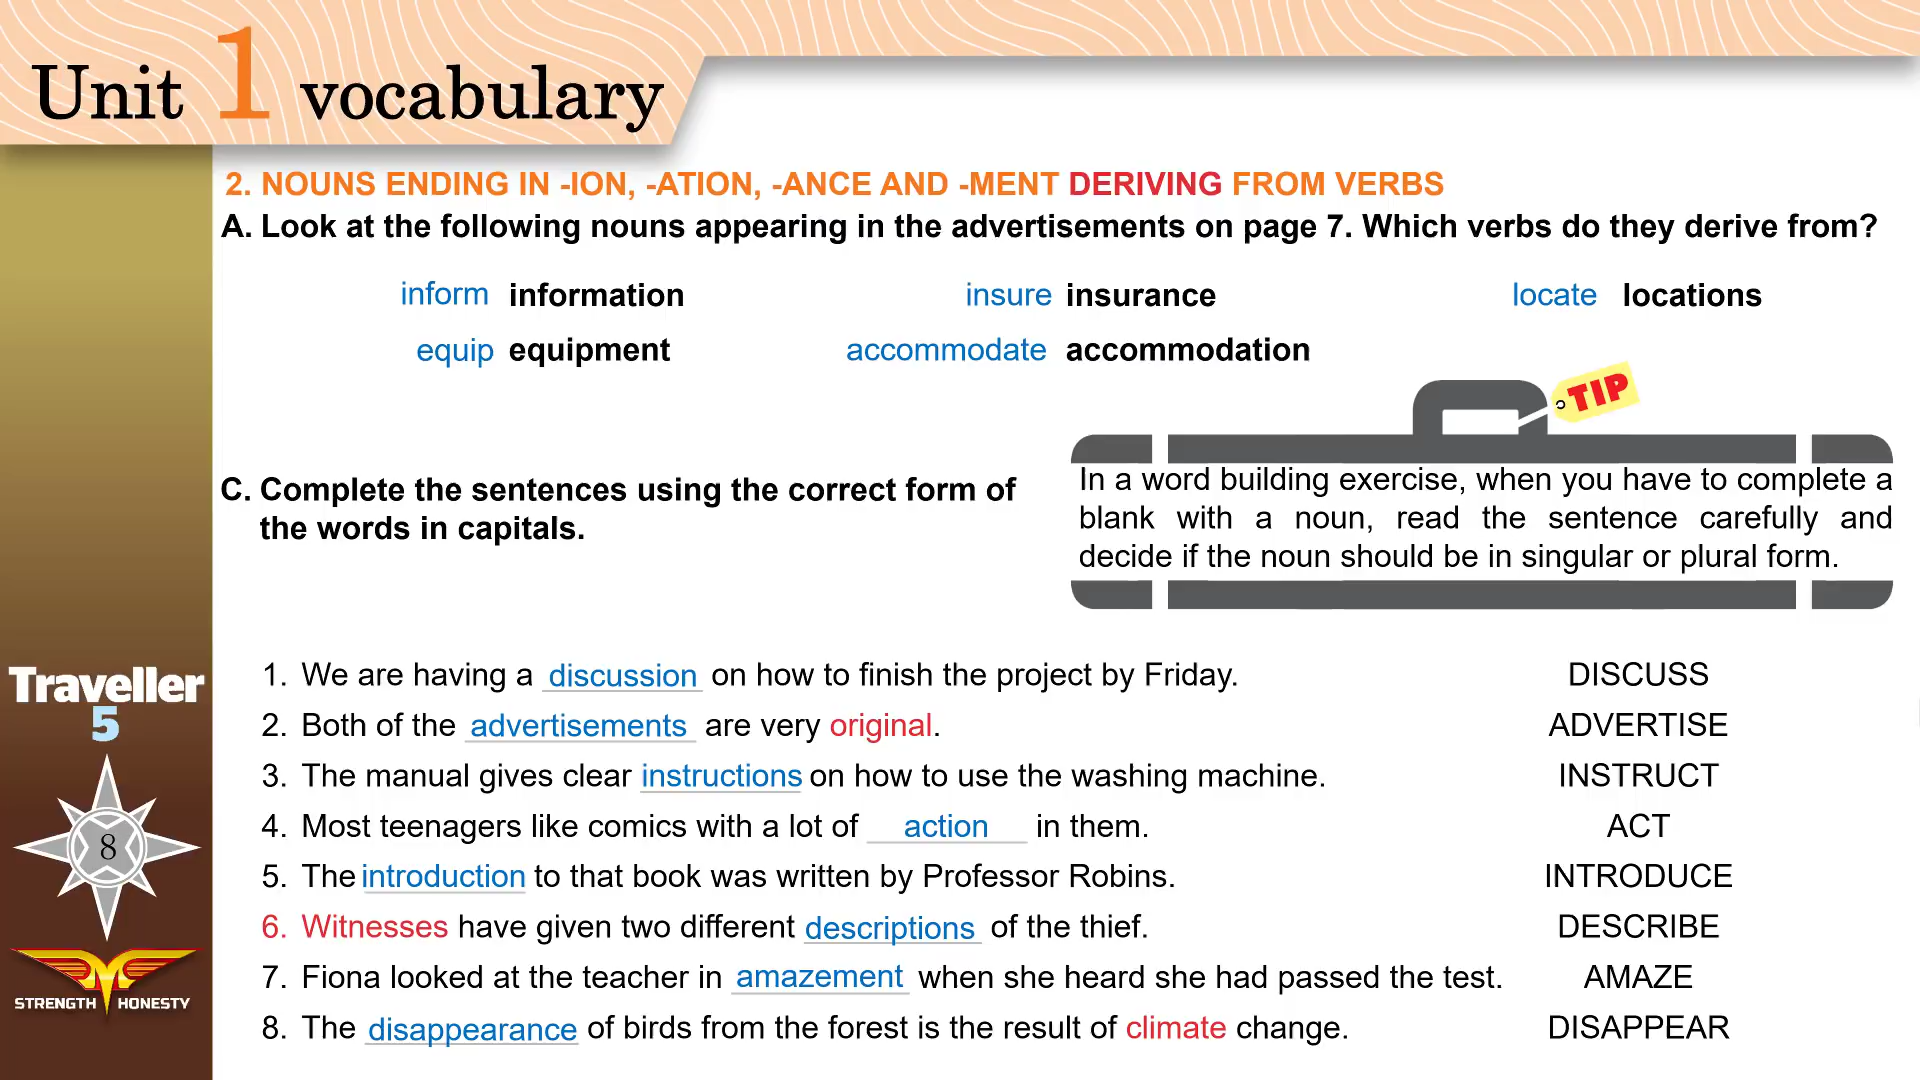 Unit 1 vocabulary
2. NOUNS ENDING IN -ION, -ATION, -ANCE AND -MENT DERIVING FROM VERBS
A. Look at the following nouns appearing in the advertisements on page 7. Which verbs do they derive from?
inform information insure insurance locate locations
equip equipment accommodate accommodation
TIP
In a word building exercise, when you have to complete a
blank with a noun, read the sentence carefully and
decide if the noun should be in singular or plural form.
C. Complete the sentences using the correct form of
the words in capitals.
1. We are having a discussion on how to finish the project by Friday. DISCUSS
2. Both of the advertisements are very original. ADVERTISE
3. The manual gives clear instructions on how to use the washing machine. INSTRUCT
4. Most teenagers like comics with a lot of action in them. ACT
5. The introduction to that book was written by Professor Robins. INTRODUCE
6. Witnesses have given two different descriptions of the thief. DESCRIBE
7. Fiona looked at the teacher in amazement when she heard she had passed the test. AMAZE
8. The disappearance of birds from the forest is the result of climate change. DISAPPEAR
Traveller
5
8
STRENGTH HONESTY